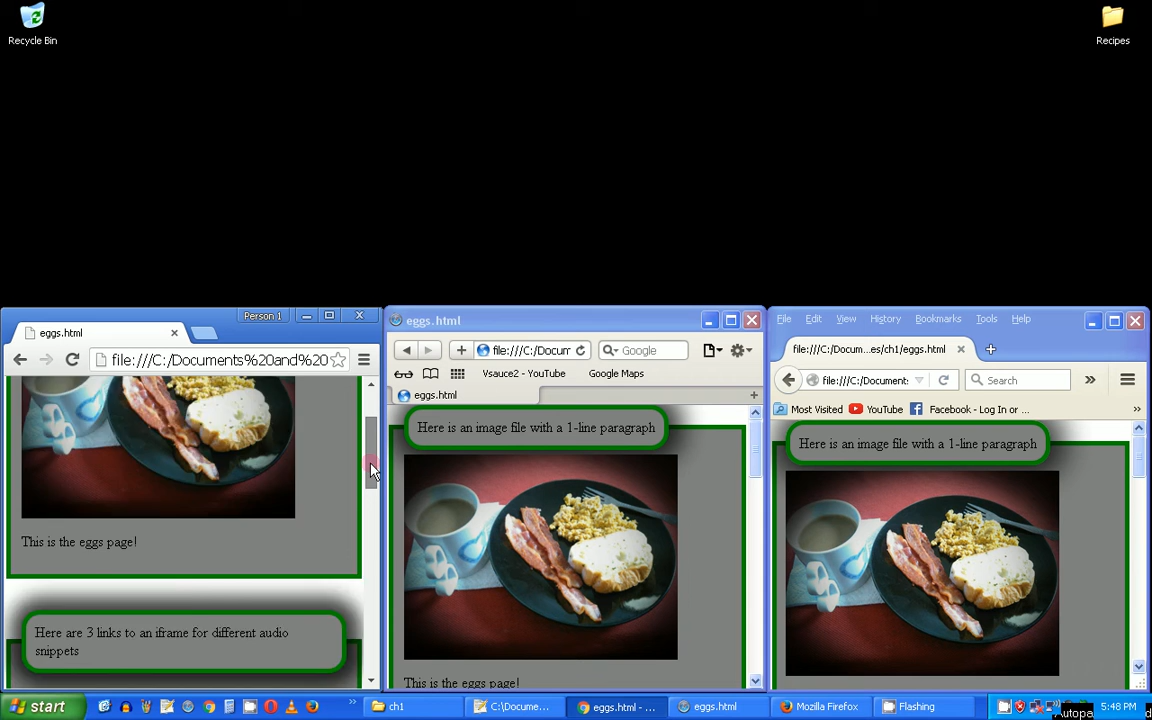 Recycle Bin
Recipes
Person 1
eggs.html
file:///C:/Documents%20and%20
This is the eggs page!
Here are 3 links to an iframe for different audio
snippets
eggs.html
file:///C:/Docum
Google
Vsauce2 - YouTube
Google Maps
eggs.html
Here is an image file with a 1-line paragraph
This is the eggs page!
File Edit View History Bookmarks Tools Help
file:///C:/Docum...es/ch1/eggs.html
file:///C:/Document:
Search
»
Most Visited
YouTube
Facebook - Log In or ...
»
Here is an image file with a 1-line paragraph
start
»
ch1
C:\Docume...
eggs.html - ...
eggs.html
Mozilla Firefox
Flashing
5:48 PM
Autopa